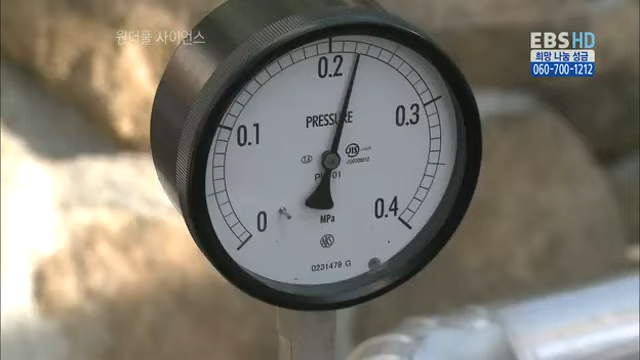 원더풀 사이언스
EBS HD
희망 나눔 성금
060-700-1212
0.2
PRESSURE
0.1
0.3
JIS
0
0.4
MPa
0231479 G